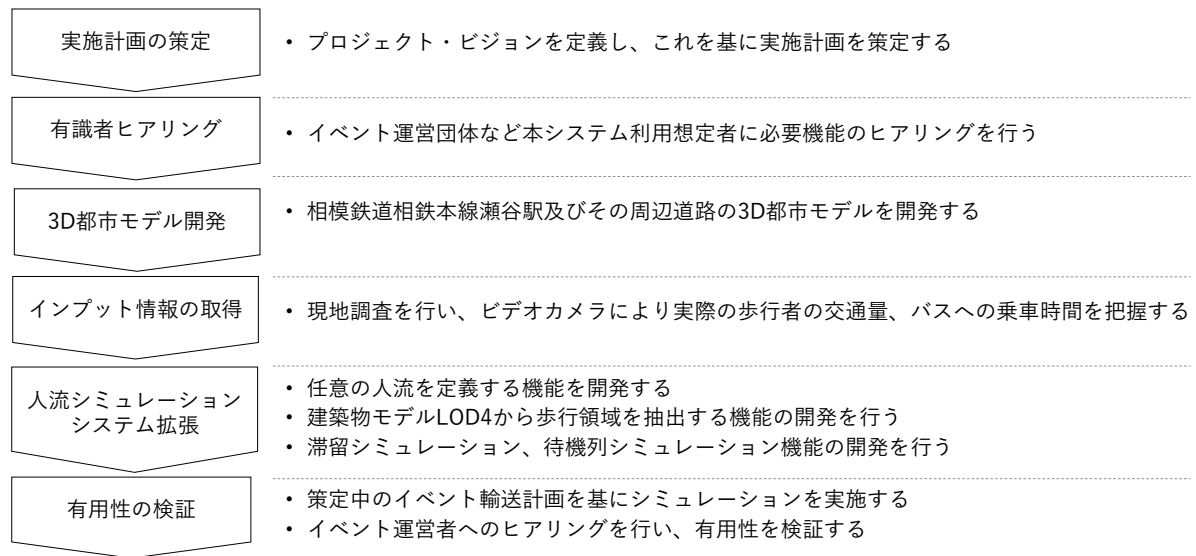 実施計画の策定
• プロジェクト・ビジョンを定義し、これを基に実施計画を策定する
有識者ヒアリング
• イベント運営団体など本システム利用想定者に必要機能のヒアリングを行う
3D都市モデル開発
• 相模鉄道相鉄本線瀬谷駅及びその周辺道路の3D都市モデルを開発する
インプット情報の取得
• 現地調査を行い、ビデオカメラにより実際の歩行者の交通量、バスへの乗車時間を把握する
人流シミュレーション
システム拡張
• 任意の人流を定義する機能を開発する
• 建築物モデルLOD4から歩行領域を抽出する機能の開発を行う
• 滞留シミュレーション、待機列シミュレーション機能の開発を行う
有用性の検証
• 策定中のイベント輸送計画を基にシミュレーションを実施する
• イベント運営者へのヒアリングを行い、有用性を検証する